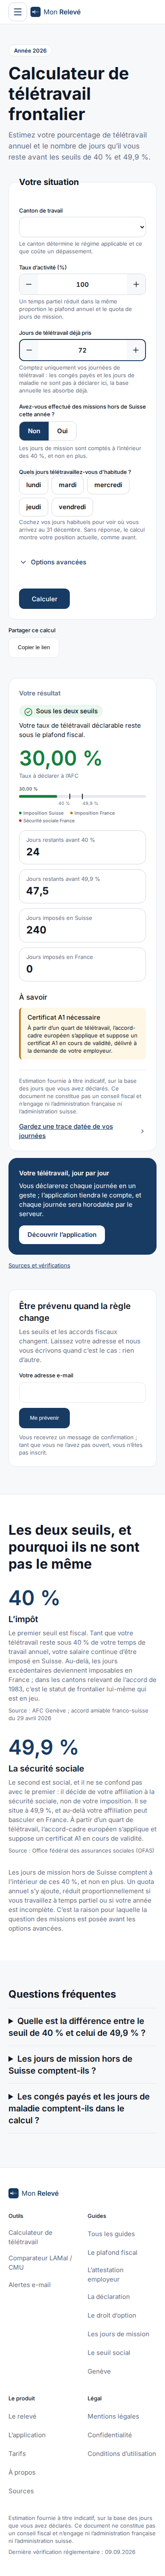 Mon Relevé
Année 2026
Calculateur de
télétravail
frontalier
Estimez votre pourcentage de télétravail
annuel et le nombre de jours qu'il vous
reste avant les seuils de 40 % et 49,9 %.
Votre situation
Canton de travail
Le canton détermine le régime applicable et ce
que coûte un dépassement.
Taux d'activité (%)
−
100
+
Un temps partiel réduit dans la même
proportion le plafond annuel et le quota de
jours de mission.
Jours de télétravail déjà pris
−
72
+
Comptez uniquement vos journées de
télétravail : les congés payés et les jours de
maladie ne sont pas à déclarer ici, la base
annuelle les absorbe déjà.
Avez-vous effectué des missions hors de Suisse
cette année ?
Non
Oui
Les jours de mission sont comptés à l'intérieur
des 40 %, et non en plus.
Quels jours télétravaillez-vous d'habitude ?
lundi
mardi
mercredi
jeudi
vendredi
Cochez vos jours habituels pour voir où vous
arrivez au 31 décembre. Sans réponse, le calcul
montre votre position actuelle, comme avant.
Options avancées
Calculer
Partager ce calcul
Copier le lien
Votre résultat
Sous les deux seuils
Votre taux de télétravail déclarable reste
sous le plafond fiscal.
30,00 %
Taux à déclarer à l'AFC
30,00 %
40 %
49,9 %
Imposition Suisse
Imposition France
Sécurité sociale France
Jours restants avant 40 %
24
Jours restants avant 49,9 %
47,5
Jours imposés en Suisse
240
Jours imposés en France
0
À savoir
Certificat A1 nécessaire
À partir d'un quart de télétravail, l'accord-
cadre européen s'applique et suppose un
certificat A1 en cours de validité, délivré à
la demande de votre employeur.
Estimation fournie à titre indicatif, sur la base
des jours que vous avez déclarés. Ce
document ne constitue pas un conseil fiscal et
n'engage ni l'administration française ni
l'administration suisse.
Gardez une trace datée de vos
journées
Votre télétravail, jour par jour
Vous déclarerez chaque journée en un
geste ; l'application tiendra le compte, et
chaque journée sera horodatée par le
serveur.
Découvrir l'application
Sources et vérifications
Être prévenu quand la règle
change
Les seuils et les accords fiscaux
changent. Laissez votre adresse et nous
vous écrivons quand c'est le cas : rien
d'autre.
Votre adresse e-mail
Me prévenir
Vous recevrez un message de confirmation ;
tant que vous ne l'avez pas ouvert, vous n'êtes
pas inscrit.
Les deux seuils, et
pourquoi ils ne sont
pas le même
40 %
L'impôt
Le premier seuil est fiscal. Tant que votre
télétravail reste sous 40 % de votre temps de
travail annuel, votre salaire continue d'être
imposé en Suisse. Au-delà, les jours
excédentaires deviennent imposables en
France ; dans les cantons relevant de l'accord de
1983, c'est le statut de frontalier lui-même qui
est en jeu.
Source : AFC Genève ; accord amiable franco-suisse
du 29 avril 2026
49,9 %
La sécurité sociale
Le second est social, et il ne se confond pas
avec le premier : il décide de votre affiliation à la
sécurité sociale, non de votre imposition. Il se
situe à 49,9 %, et au-delà votre affiliation peut
basculer en France. À partir d'un quart de
télétravail, l'accord-cadre européen s'applique et
suppose un certificat A1 en cours de validité.
Source : Office fédéral des assurances sociales (OFAS)
Les jours de mission hors de Suisse comptent à
l'intérieur de ces 40 %, et non en plus. Un quota
annuel s'y ajoute, réduit proportionnellement si
vous travaillez à temps partiel ou si votre année
est incomplète. C'est la raison pour laquelle la
question des missions est posée avant les
options avancées.
Questions fréquentes
Quelle est la différence entre le
seuil de 40 % et celui de 49,9 % ?
Les jours de mission hors de
Suisse comptent-ils ?
Les congés payés et les jours de
maladie comptent-ils dans le
calcul ?
Mon Relevé
Outils
Calculateur de
télétravail
Comparateur LAMal /
CMU
Alertes e-mail
Guides
Tous les guides
Le plafond fiscal
L'attestation
employeur
La déclaration
Le droit d'option
Les jours de mission
Le seuil social
Genève
Le produit
Le relevé
L'application
Tarifs
À propos
Sources
Légal
Mentions légales
Confidentialité
Conditions d'utilisation
Estimation fournie à titre indicatif, sur la base des jours
que vous avez déclarés. Ce document ne constitue pas
un conseil fiscal et n'engage ni l'administration française
ni l'administration suisse.
Dernière vérification réglementaire : 09.09.2026